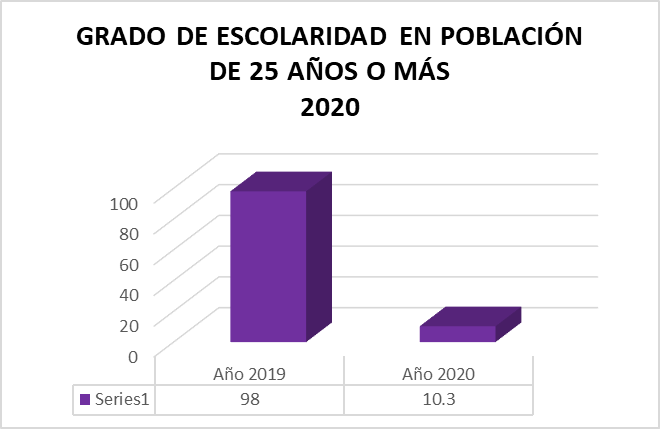 GRADO DE ESCOLARIDAD EN POBLACIÓN
DE 25 AÑOS O MÁS
2020
100
80
60
40
20
0
Año 2019 Año 2020
Series1 98 10.3